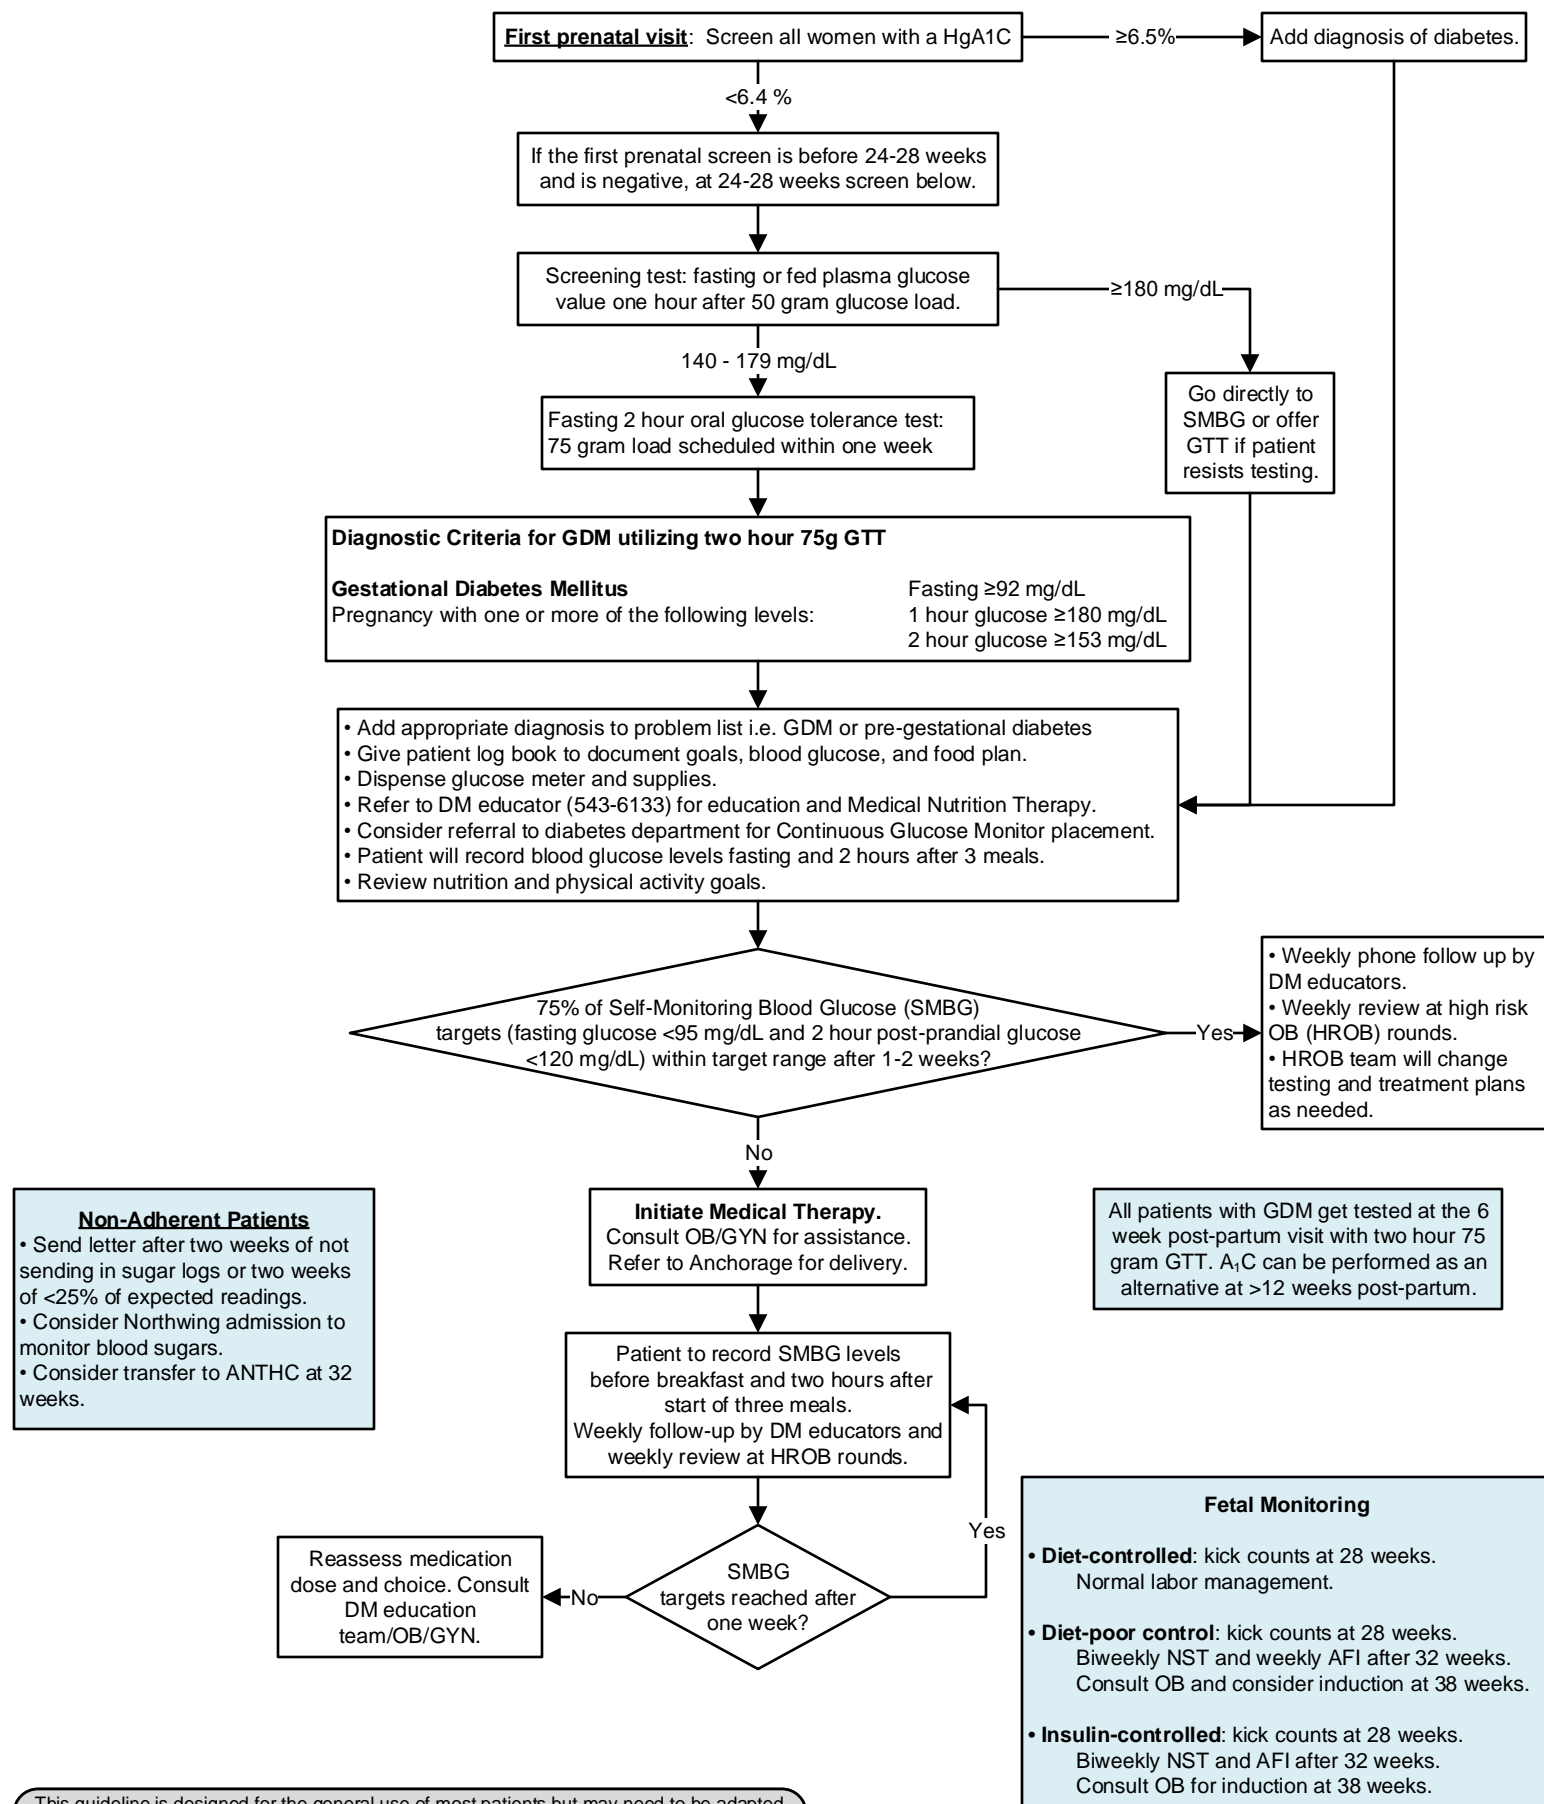 First prenatal visit: Screen all women with a HgA1C
≥6.5%
Add diagnosis of diabetes.
<6.4 %
If the first prenatal screen is before 24-28 weeks
and is negative, at 24-28 weeks screen below.
Screening test: fasting or fed plasma glucose
value one hour after 50 gram glucose load.
≥180 mg/dL
140 - 179 mg/dL
Go directly to
SMBG or offer
GTT if patient
resists testing.
Fasting 2 hour oral glucose tolerance test:
75 gram load scheduled within one week
Diagnostic Criteria for GDM utilizing two hour 75g GTT
Gestational Diabetes Mellitus
Pregnancy with one or more of the following levels:
Fasting ≥92 mg/dL
1 hour glucose ≥180 mg/dL
2 hour glucose ≥153 mg/dL
• Add appropriate diagnosis to problem list i.e. GDM or pre-gestational diabetes
• Give patient log book to document goals, blood glucose, and food plan.
• Dispense glucose meter and supplies.
• Refer to DM educator (543-6133) for education and Medical Nutrition Therapy.
• Consider referral to diabetes department for Continuous Glucose Monitor placement.
• Patient will record blood glucose levels fasting and 2 hours after 3 meals.
• Review nutrition and physical activity goals.
75% of Self-Monitoring Blood Glucose (SMBG)
targets (fasting glucose <95 mg/dL and 2 hour post-prandial glucose
<120 mg/dL) within target range after 1-2 weeks?
Yes
• Weekly phone follow up by
DM educators.
• Weekly review at high risk
OB (HROB) rounds.
• HROB team will change
testing and treatment plans
as needed.
No
Non-Adherent Patients
• Send letter after two weeks of not
sending in sugar logs or two weeks
of <25% of expected readings.
• Consider Northwing admission to
monitor blood sugars.
• Consider transfer to ANTHC at 32
weeks.
Initiate Medical Therapy.
Consult OB/GYN for assistance.
Refer to Anchorage for delivery.
All patients with GDM get tested at the 6
week post-partum visit with two hour 75
gram GTT. A₁C can be performed as an
alternative at >12 weeks post-partum.
Patient to record SMBG levels
before breakfast and two hours after
start of three meals.
Weekly follow-up by DM educators and
weekly review at HROB rounds.
Yes
SMBG
targets reached after
one week?
No
Reassess medication
dose and choice. Consult
DM education
team/OB/GYN.
Fetal Monitoring
• Diet-controlled: kick counts at 28 weeks.
Normal labor management.
• Diet-poor control: kick counts at 28 weeks.
Biweekly NST and weekly AFI after 32 weeks.
Consult OB and consider induction at 38 weeks.
• Insulin-controlled: kick counts at 28 weeks.
Biweekly NST and AFI after 32 weeks.
Consult OB for induction at 38 weeks.
This guideline is designed for the general use of most patients but may need to be adapted